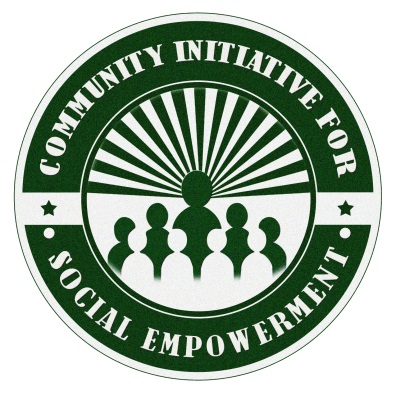 COMMUNITY INITIATIVE FOR
SOCIAL EMPOWERMENT